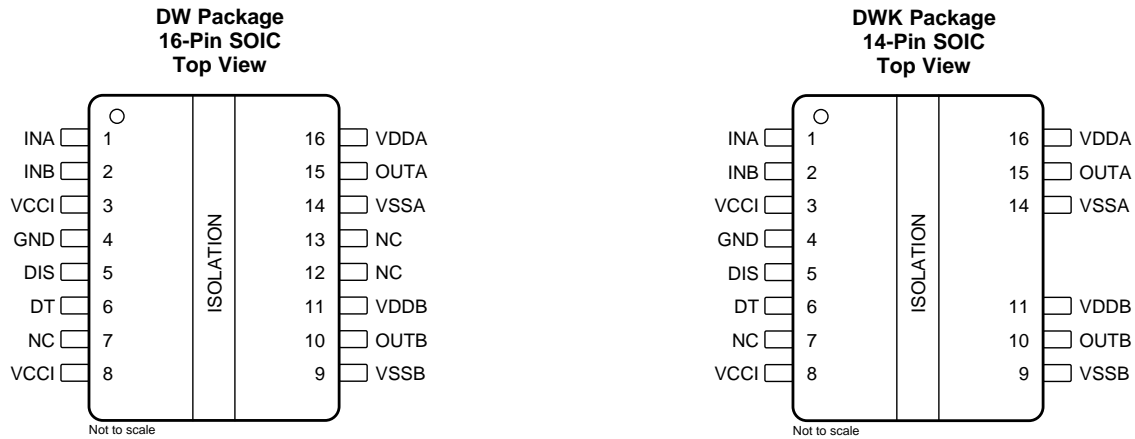 DW Package
16-Pin SOIC
Top View
INA 1 16 VDDA
INB 2 15 OUTA
VCCI 3 14 VSSA
GND 4 13 NC
DIS 5 12 NC
DT 6 11 VDDB
NC 7 10 OUTB
VCCI 8 9 VSSB
ISOLATION
Not to scale
DWK Package
14-Pin SOIC
Top View
INA 1 16 VDDA
INB 2 15 OUTA
VCCI 3 14 VSSA
GND 4
DIS 5
DT 6 11 VDDB
NC 7 10 OUTB
VCCI 8 9 VSSB
ISOLATION
Not to scale